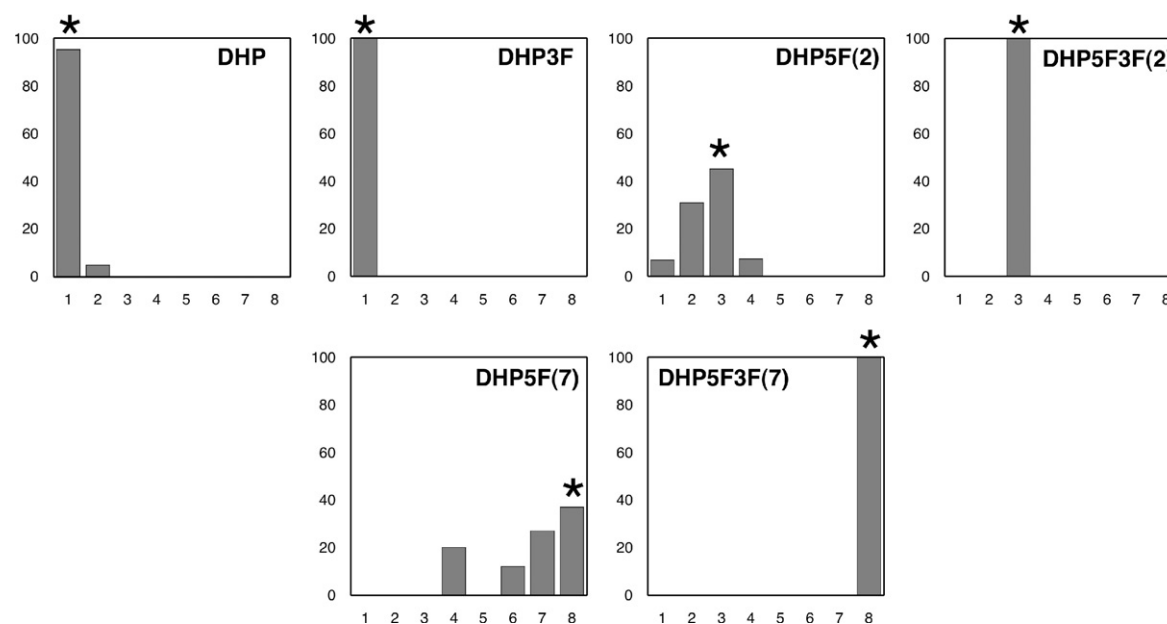 * * * *
100 DHP 100 DHP3F 100 DHP5F(2) 100 DHP5F3F(2)
80 80 80 80
60 60 60 60
40 40 40 40
20 20 20 20
0 0 0 0
1 2 3 4 5 6 7 8 1 2 3 4 5 6 7 8 1 2 3 4 5 6 7 8 1 2 3 4 5 6 7 8
* *
100 DHP5F(7) 100 DHP5F3F(7)
80 80
60 60
40 40
20 20
0 0
1 2 3 4 5 6 7 8 1 2 3 4 5 6 7 8